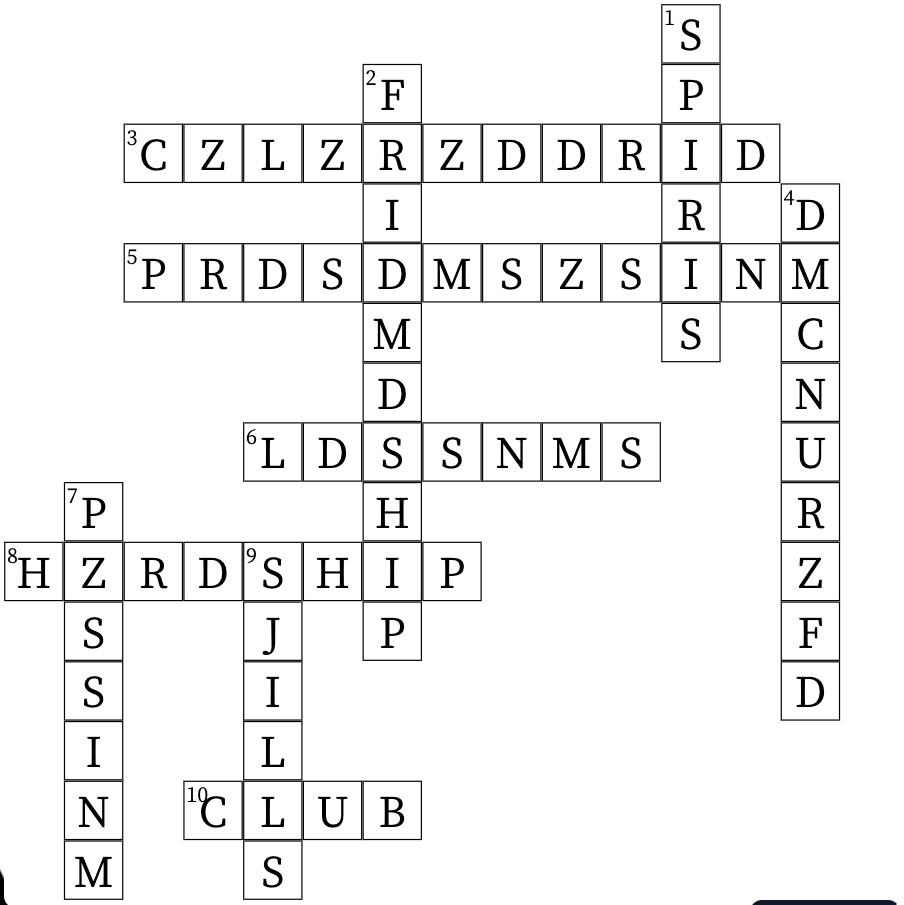 1 S
2 F P
3 C Z L Z R Z D D R I D
I R 4 D
5 P R D S D M S Z S I N M
M S C
D N
6 L D S S N M S U
7 P H R
8 H Z R D 9 S H I P Z
S J P F
S I D
I L
N 10 C L U B
M S